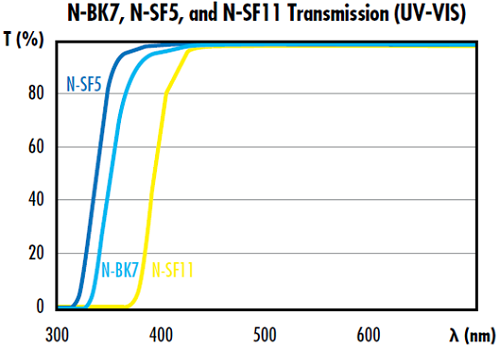 N-BK7, N-SF5, and N-SF11 Transmission (UV-VIS)
T (%)
80
60
40
20
0
N-SF5
N-BK7
N-SF11
300 400 500 600 λ (nm)